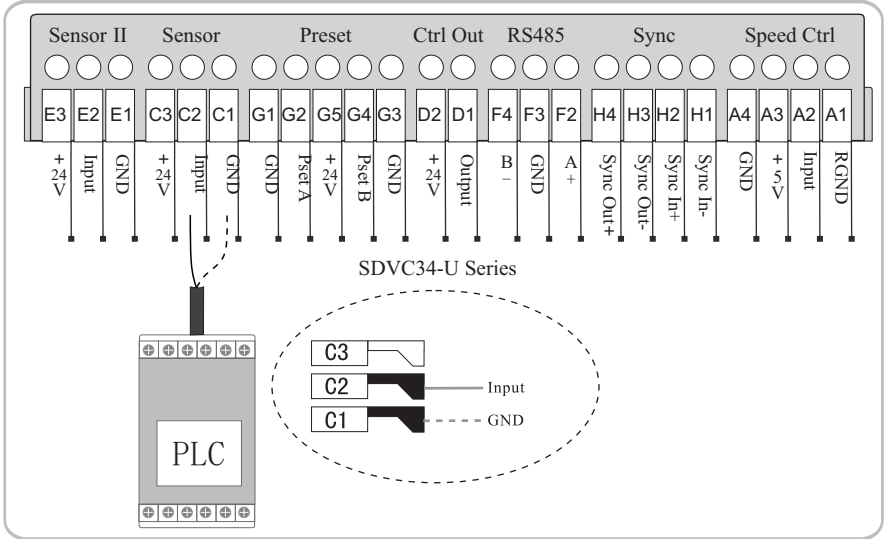 Sensor II Sensor Preset Ctrl Out RS485 Sync Speed Ctrl
E3 E2 E1 C3 C2 C1 G1 G2 G5 G4 G3 D2 D1 F4 F3 F2 H4 H3 H2 H1 A4 A3 A2 A1
+24V Input GND +24V Input GND GND Pset A +24V Pset B GND +24V Output B- GND A+ Sync Out+ Sync Out- Sync In+ Sync In- GND +5V Input RGND
SDVC34-U Series
C3
C2 Input
C1 GND
PLC